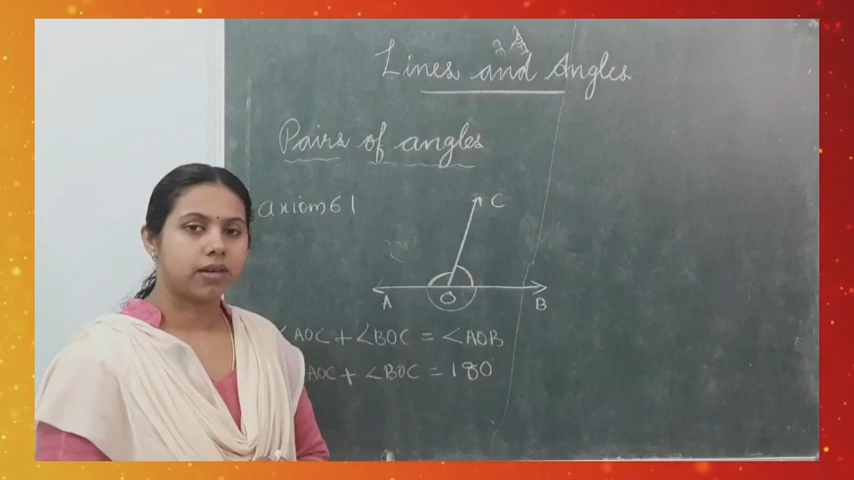 Lines and Angles
Pairs of angles
axiom 6 1
C
A
O
B
∠AOC + ∠BOC = ∠AOB
AOC + ∠BOC = 180